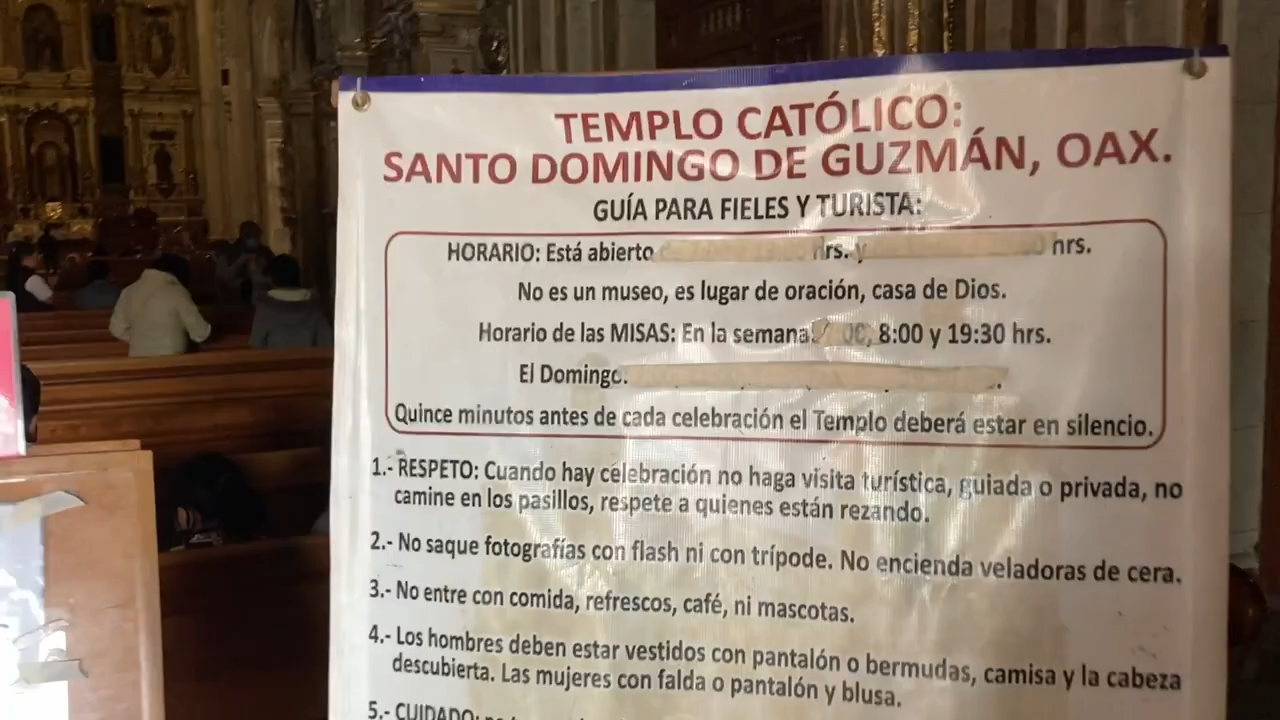 TEMPLO CATÓLICO:
SANTO DOMINGO DE GUZMÁN, OAX.
GUÍA PARA FIELES Y TURISTA:
HORARIO: Está abierto hrs. y hrs.
No es un museo, es lugar de oración, casa de Dios.
Horario de las MISAS: En la semana 8:00 y 19:30 hrs.
El Domingo.
Quince minutos antes de cada celebración el Templo deberá estar en silencio.
1.- RESPETO: Cuando hay celebración no haga visita turística, guiada o privada, no
camine en los pasillos, respete a quienes están rezando.
2.- No saque fotografías con flash ni con trípode. No encienda veladoras de cera.
3.- No entre con comida, refrescos, café, ni mascotas.
4.- Los hombres deben estar vestidos con pantalón o bermudas, camisa y la cabeza
descubierta. Las mujeres con falda o pantalón y blusa.
5.- CUIDADO: